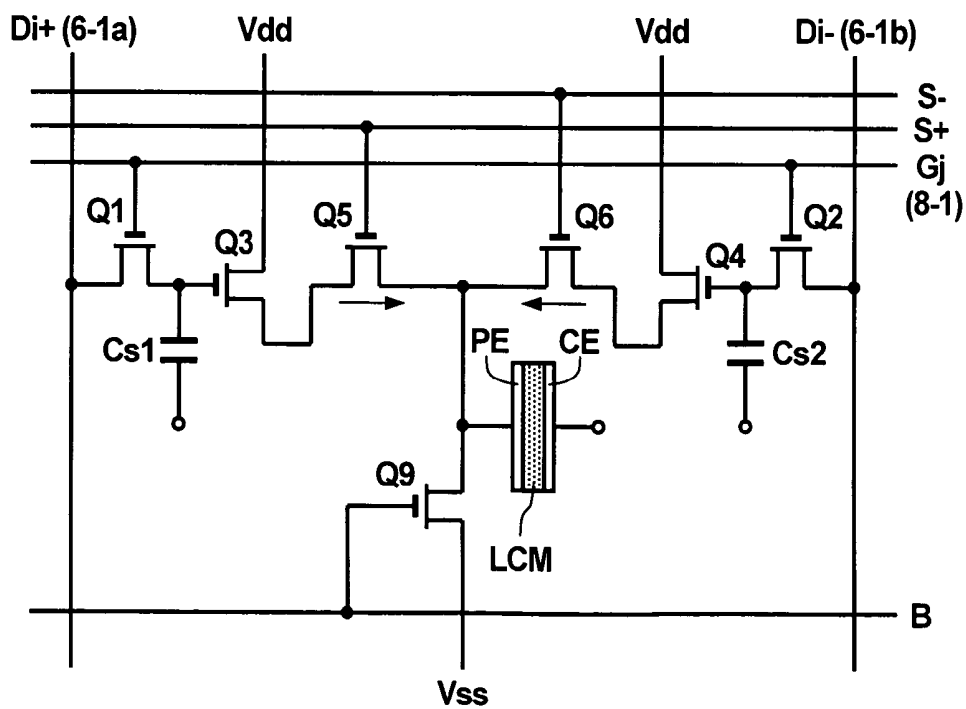 Di+ (6-1a)
Vdd
Vdd
Di- (6-1b)
S-
S+
Gj
(8-1)
Q1
Q3
Q5
Q6
Q4
Q2
Cs1
PE
CE
Cs2
Q9
LCM
B
Vss